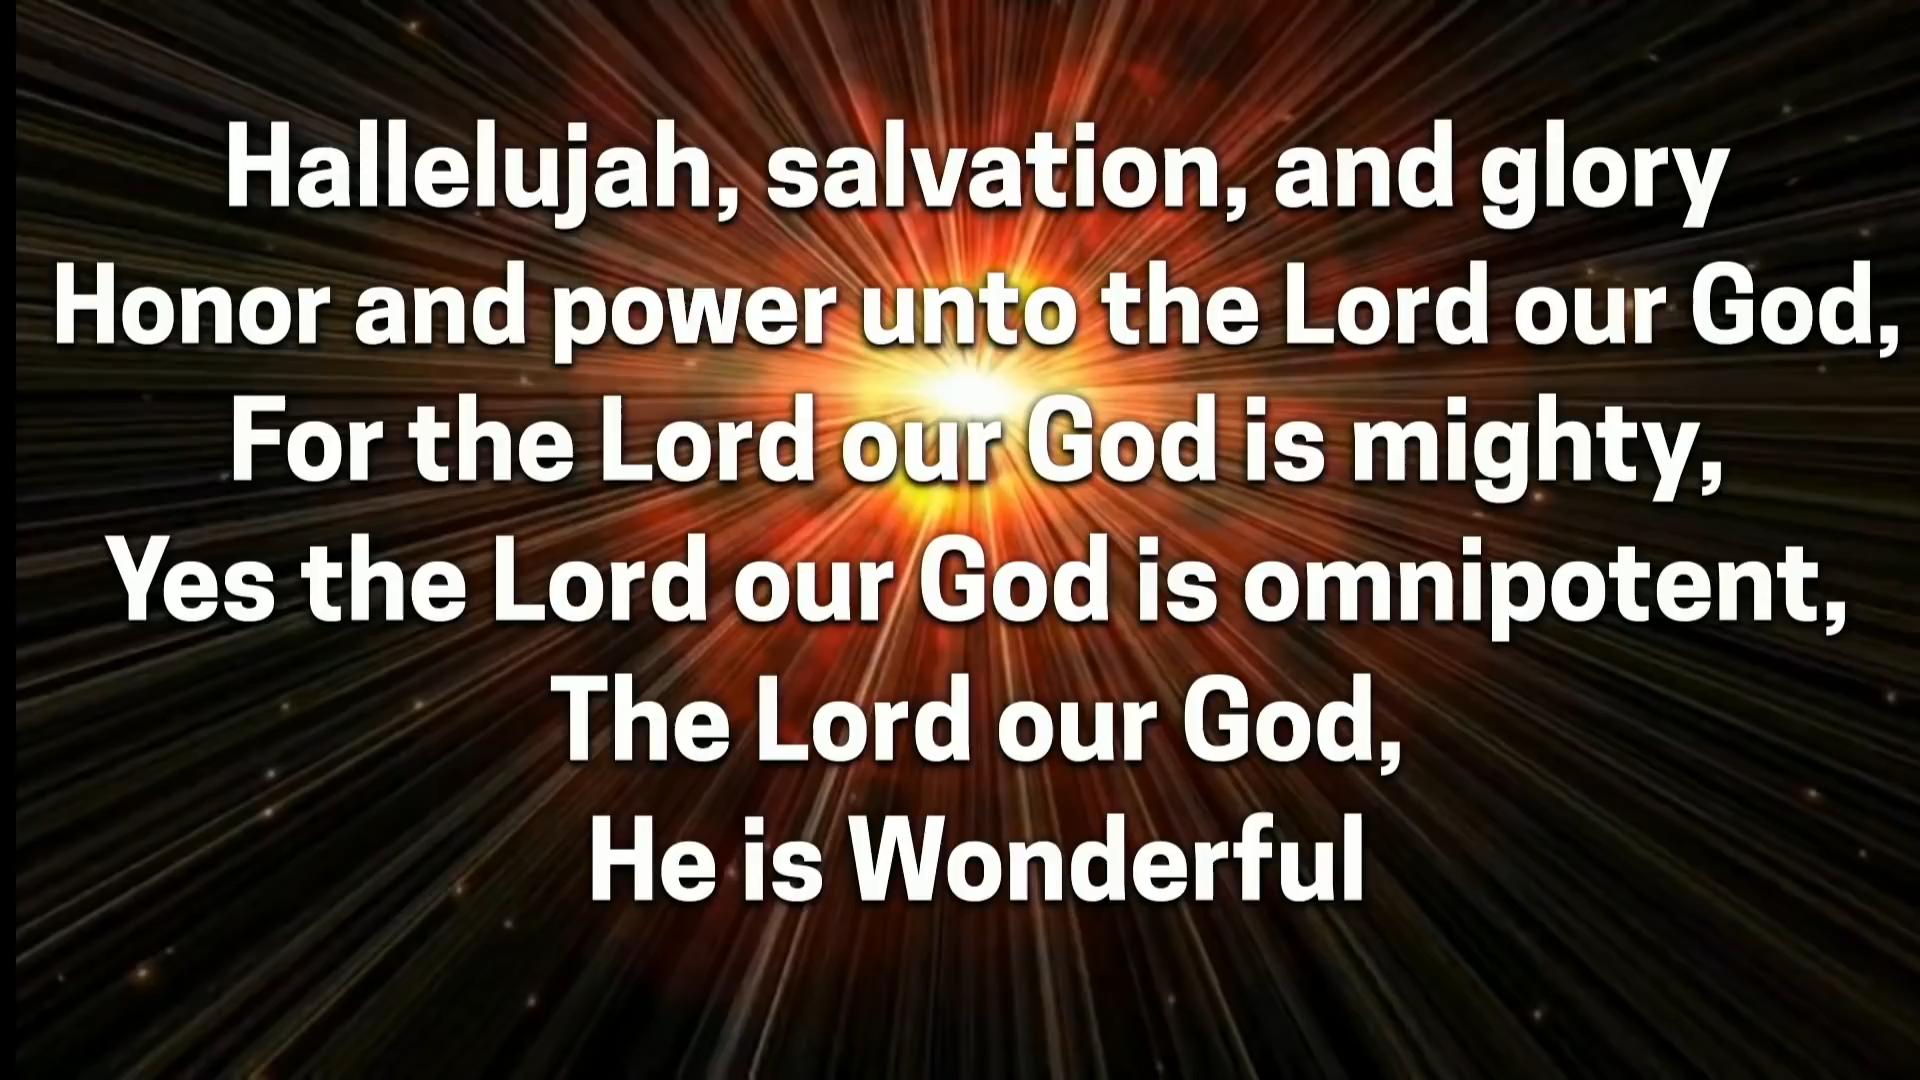 Hallelujah, salvation, and glory
Honor and power unto the Lord our God,
For the Lord our God is mighty,
Yes the Lord our God is omnipotent,
The Lord our God,
He is Wonderful